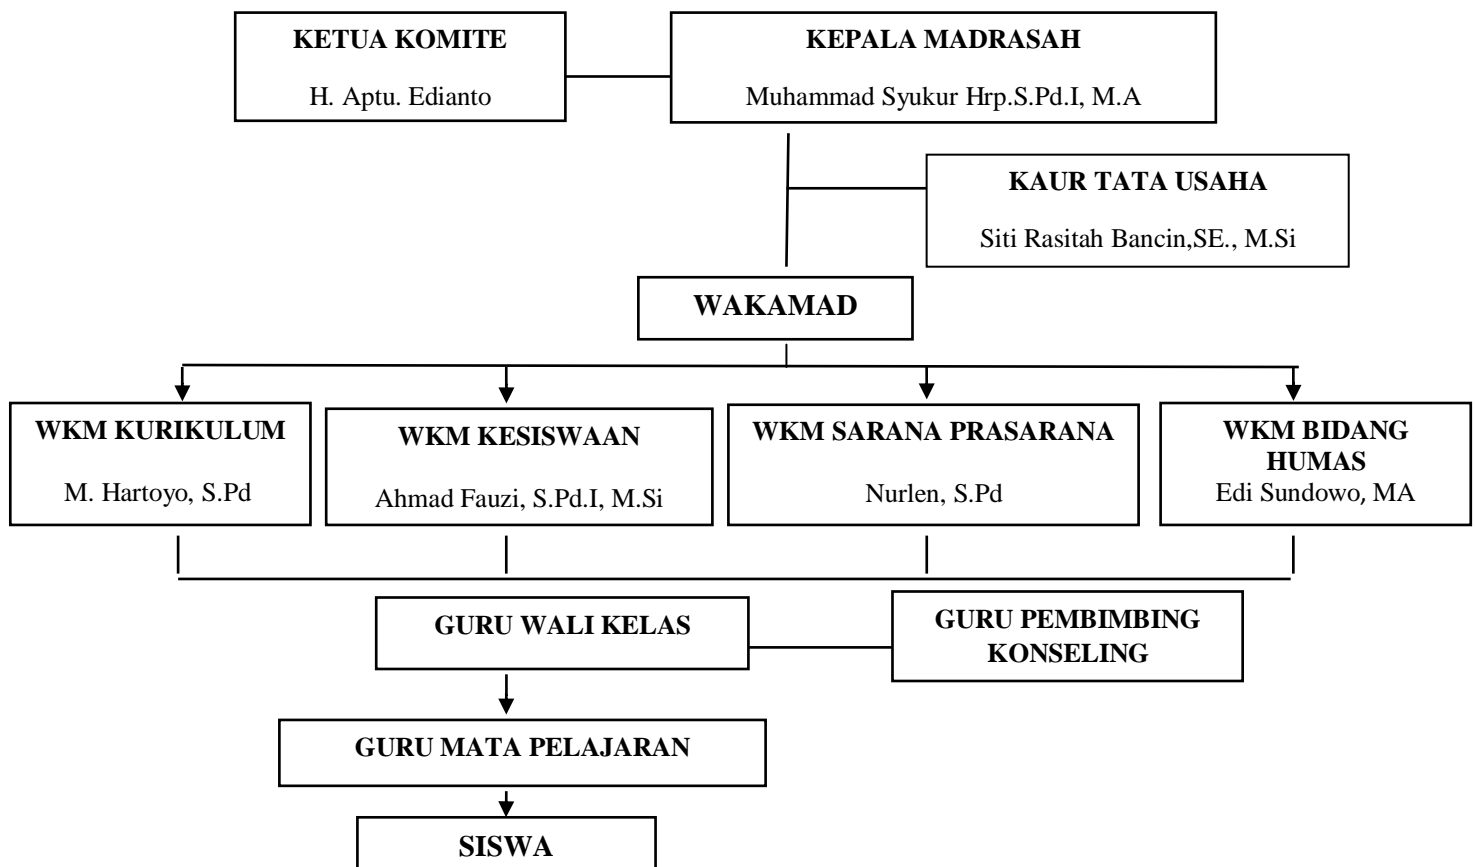 KETUA KOMITE
H. Aptu. Edianto
KEPALA MADRASAH
Muhammad Syukur Hrp.S.Pd.I, M.A
KAUR TATA USAHA
Siti Rasitah Bancin,SE., M.Si
WAKAMAD
WKM KURIKULUM
M. Hartoyo, S.Pd
WKM KESISWAAN
Ahmad Fauzi, S.Pd.I, M.Si
WKM SARANA PRASARANA
Nurlen, S.Pd
WKM BIDANG
HUMAS
Edi Sundowo, MA
GURU WALI KELAS
GURU PEMBIMBING
KONSELING
GURU MATA PELAJARAN
SISWA